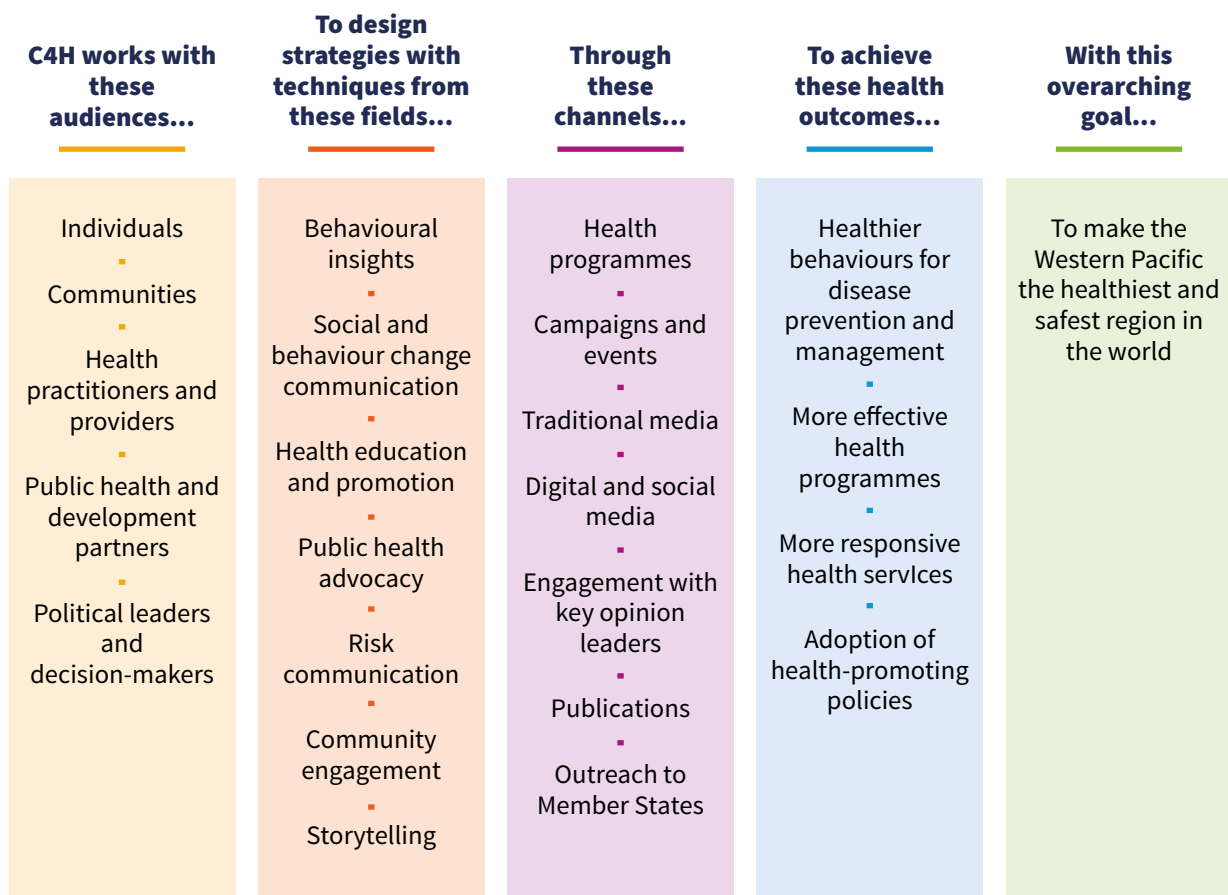 C4H works with
these
audiences...
To design
strategies with
techniques from
these fields...
Through
these
channels...
To achieve
these health
outcomes...
With this
overarching
goal...
Individuals
Communities
Health
practitioners and
providers
Public health and
development
partners
Political leaders
and
decision-makers
Behavioural
insights
Social and
behaviour change
communication
Health education
and promotion
Public health
advocacy
Risk
communication
Community
engagement
Storytelling
Health
programmes
Campaigns and
events
Traditional media
Digital and social
media
Engagement with
key opinion
leaders
Publications
Outreach to
Member States
Healthier
behaviours for
disease
prevention and
management
More effective
health
programmes
More responsive
health servIces
Adoption of
health-promoting
policies
To make the
Western Pacific
the healthiest and
safest region in
the world